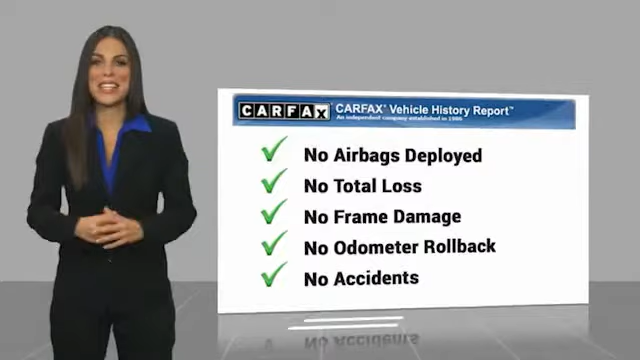 CARFAX CARFAX® Vehicle History Report™
An independent company established in 1986
No Airbags Deployed
No Total Loss
No Frame Damage
No Odometer Rollback
No Accidents